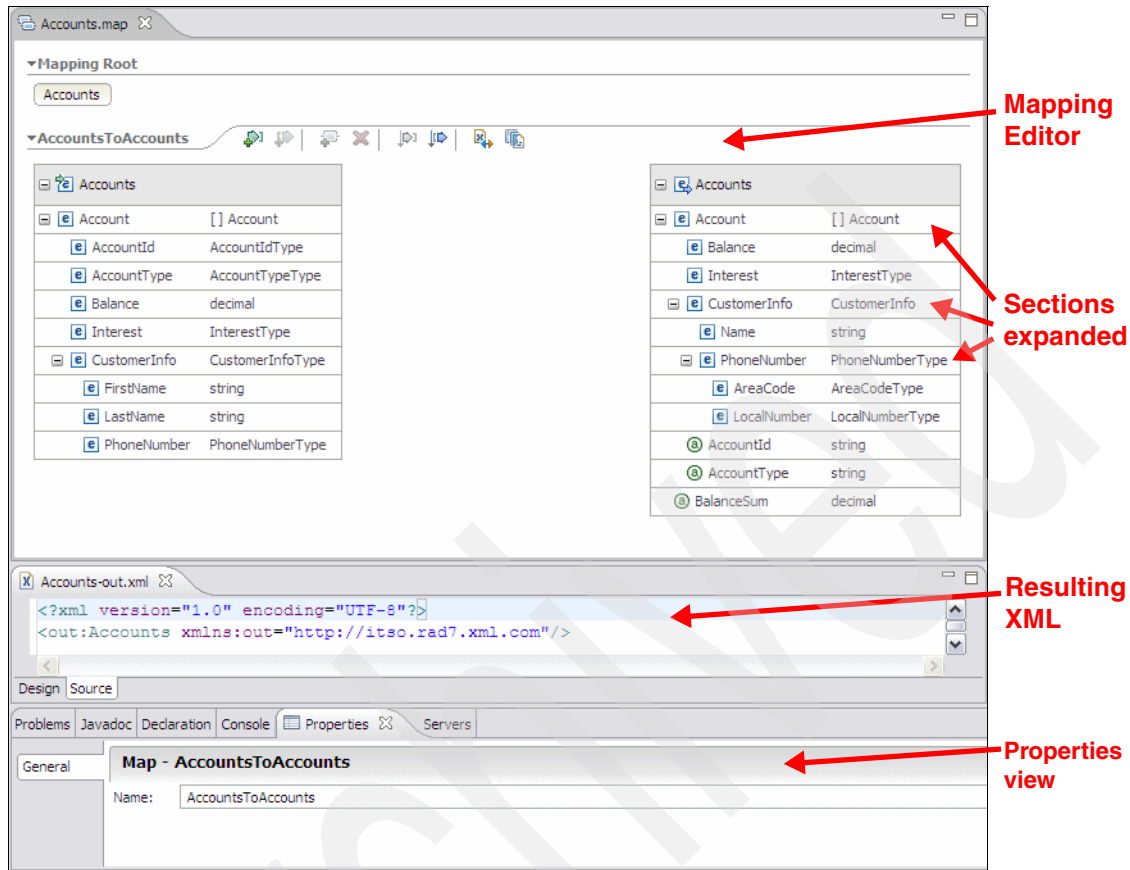 Accounts.map
Mapping Root
Accounts
Mapping Editor
AccountsToAccounts
Accounts
Account [ ] Account
AccountId AccountIdType
AccountType AccountTypeType
Balance decimal
Interest InterestType
CustomerInfo CustomerInfoType
FirstName string
LastName string
PhoneNumber PhoneNumberType
Accounts
Account [ ] Account
Balance decimal
Interest InterestType
CustomerInfo CustomerInfo
Name string
PhoneNumber PhoneNumberType
AreaCode AreaCodeType
LocalNumber LocalNumberType
AccountId string
AccountType string
BalanceSum decimal
Sections
expanded
Accounts-out.xml
<?xml version="1.0" encoding="UTF-8"?>
<out:Accounts xmlns:out="http://itso.rad7.xml.com"/>
Resulting
XML
Design Source
Problems Javadoc Declaration Console Properties Servers
General
Map - AccountsToAccounts
Name: AccountsToAccounts
Properties
view
Archived